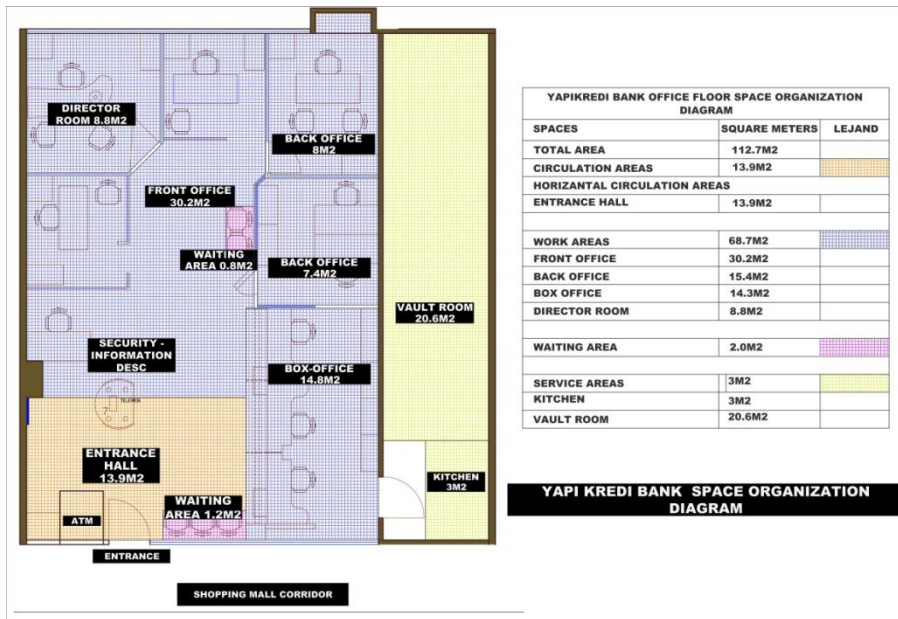 DIRECTOR
ROOM 8.8M2
BACK OFFICE
8M2
FRONT OFFICE
30.2M2
WAITING
AREA 0.8M2
BACK OFFICE
7.4M2
VAULT ROOM
20.6M2
SECURITY -
INFORMATION
DESC
BOX-OFFICE
14.8M2
TELEWEB
ENTRANCE
HALL
13.9M2
KITCHEN
3M2
WAITING
AREA 1.2M2
ATM
ENTRANCE
SHOPPING MALL CORRIDOR
YAPIKREDI BANK OFFICE FLOOR SPACE ORGANIZATION
DIAGRAM
SPACES SQUARE METERS LEJAND
TOTAL AREA 112.7M2
CIRCULATION AREAS 13.9M2
HORIZANTAL CIRCULATION AREAS
ENTRANCE HALL 13.9M2
WORK AREAS 68.7M2
FRONT OFFICE 30.2M2
BACK OFFICE 15.4M2
BOX OFFICE 14.3M2
DIRECTOR ROOM 8.8M2
WAITING AREA 2.0M2
SERVICE AREAS 3M2
KITCHEN 3M2
VAULT ROOM 20.6M2
YAPI KREDI BANK SPACE ORGANIZATION
DIAGRAM